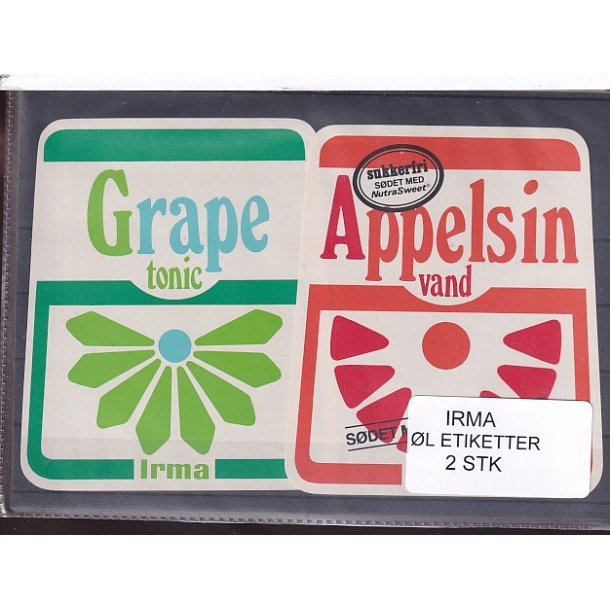 Grape
tonic
Irma
sukkerfri
SØDET MED
NutraSweet®
Appelsin
vand
SØDET
IRMA
ØL ETIKETTER
2 STK